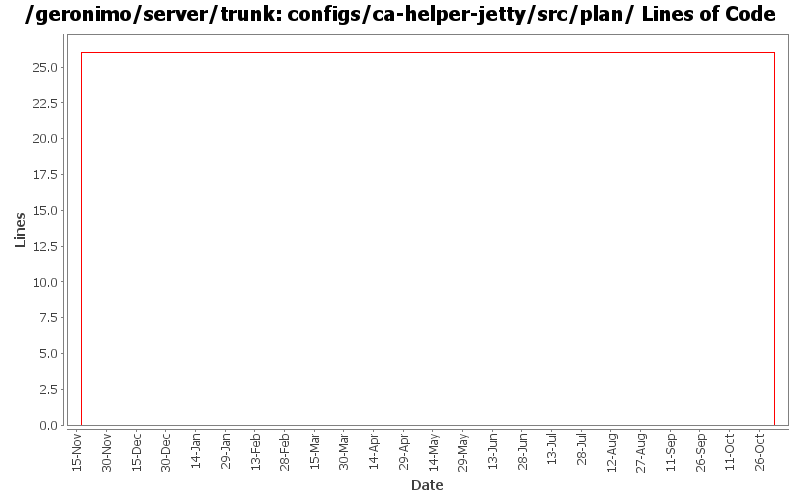 /geronimo/server/trunk: configs/ca-helper-jetty/src/plan/ Lines of Code
25.0
22.5
20.0
17.5
15.0
12.5
10.0
7.5
5.0
2.5
0.0
Lines
15-Nov
30-Nov
15-Dec
30-Dec
14-Jan
29-Jan
13-Feb
28-Feb
15-Mar
30-Mar
14-Apr
29-Apr
14-May
29-May
13-Jun
28-Jun
13-Jul
28-Jul
12-Aug
27-Aug
11-Sep
26-Sep
11-Oct
26-Oct
Date